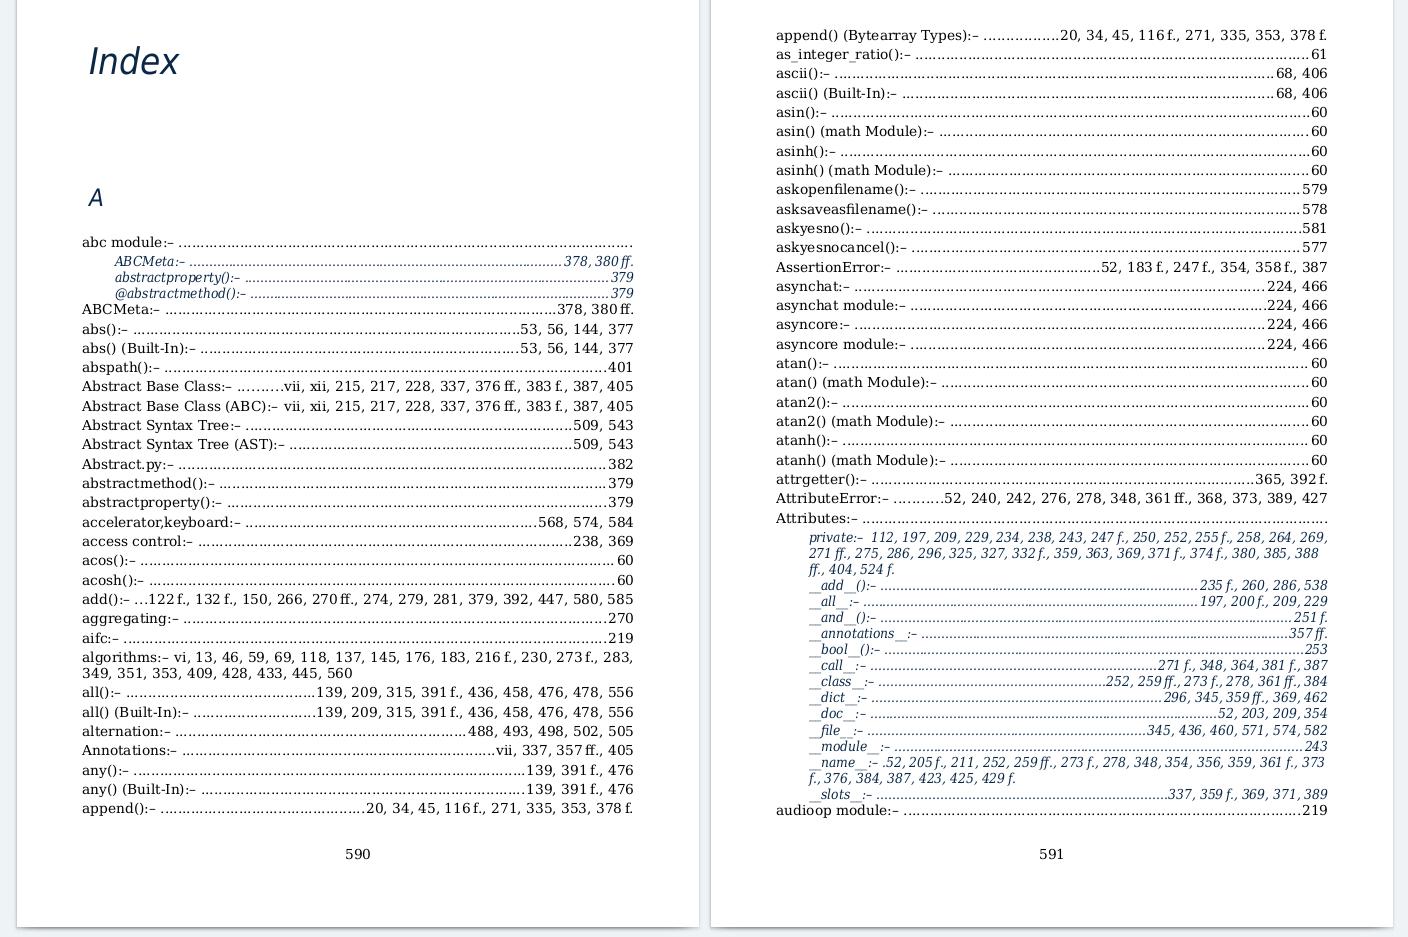 Index
A
abc module:– ........................................
ABCMeta:– ........................................ 378, 380 ff.
abstractproperty():– ........................................ 379
@abstractmethod():– ........................................ 379
ABCMeta:– ........................................ 378, 380 ff.
abs():– ........................................ 53, 56, 144, 377
abs() (Built-In):– ........................................ 53, 56, 144, 377
abspath():– ........................................ 401
Abstract Base Class:– .......... vii, xii, 215, 217, 228, 337, 376 ff., 383 f., 387, 405
Abstract Base Class (ABC):– vii, xii, 215, 217, 228, 337, 376 ff., 383 f., 387, 405
Abstract Syntax Tree:– ........................................ 509, 543
Abstract Syntax Tree (AST):– ........................................ 509, 543
Abstract.py:– ........................................ 382
abstractmethod():– ........................................ 379
abstractproperty():– ........................................ 379
accelerator,keyboard:– ........................................ 568, 574, 584
access control:– ........................................ 238, 369
acos():– ........................................ 60
acosh():– ........................................ 60
add():– ...122 f., 132 f., 150, 266, 270 ff., 274, 279, 281, 379, 392, 447, 580, 585
aggregating:– ........................................ 270
aifc:– ........................................ 219
algorithms:– vi, 13, 46, 59, 69, 118, 137, 145, 176, 183, 216 f., 230, 273 f., 283,
349, 351, 353, 409, 428, 433, 445, 560
all():– ........................................ 139, 209, 315, 391 f., 436, 458, 476, 478, 556
all() (Built-In):– ............................ 139, 209, 315, 391 f., 436, 458, 476, 478, 556
alternation:– ........................................ 488, 493, 498, 502, 505
Annotations:– ........................................ vii, 337, 357 ff., 405
any():– ........................................ 139, 391 f., 476
any() (Built-In):– ........................................ 139, 391 f., 476
append():– ........................................ 20, 34, 45, 116 f., 271, 335, 353, 378 f.
590
append() (Bytearray Types):– ................. 20, 34, 45, 116 f., 271, 335, 353, 378 f.
as_integer_ratio():– ........................................ 61
ascii():– ........................................ 68, 406
ascii() (Built-In):– ........................................ 68, 406
asin():– ........................................ 60
asin() (math Module):– ........................................ 60
asinh():– ........................................ 60
asinh() (math Module):– ........................................ 60
askopenfilename():– ........................................ 579
asksaveasfilename():– ........................................ 578
askyesno():– ........................................ 581
askyesnocancel():– ........................................ 577
AssertionError:– ........................................ 52, 183 f., 247 f., 354, 358 f., 387
asynchat:– ........................................ 224, 466
asynchat module:– ........................................ 224, 466
asyncore:– ........................................ 224, 466
asyncore module:– ........................................ 224, 466
atan():– ........................................ 60
atan() (math Module):– ........................................ 60
atan2():– ........................................ 60
atan2() (math Module):– ........................................ 60
atanh():– ........................................ 60
atanh() (math Module):– ........................................ 60
attrgetter():– ........................................ 365, 392 f.
AttributeError:– ........... 52, 240, 242, 276, 278, 348, 361 ff., 368, 373, 389, 427
Attributes:– ........................................
private:– 112, 197, 209, 229, 234, 238, 243, 247 f., 250, 252, 255 f., 258, 264, 269,
271 ff., 275, 286, 296, 325, 327, 332 f., 359, 363, 369, 371 f., 374 f., 380, 385, 388
ff., 404, 524 f.
__add__():– ........................................ 235 f., 260, 286, 538
__all__:– ........................................ 197, 200 f., 209, 229
__and__():– ........................................ 251 f.
__annotations__:– ........................................ 357 ff.
__bool__():– ........................................ 253
__call__:– ........................................ 271 f., 348, 364, 381 f., 387
__class__:– ........................................ 252, 259 ff., 273 f., 278, 361 ff., 384
__dict__:– ........................................ 296, 345, 359 ff., 369, 462
__doc__:– ........................................ 52, 203, 209, 354
__file__:– ........................................ 345, 436, 460, 571, 574, 582
__module__:– ........................................ 243
__name__:– .52, 205 f., 211, 252, 259 ff., 273 f., 278, 348, 354, 356, 359, 361 f., 373
f., 376, 384, 387, 423, 425, 429 f.
__slots__:– ........................................ 337, 359 f., 369, 371, 389
audioop module:– ........................................ 219
591